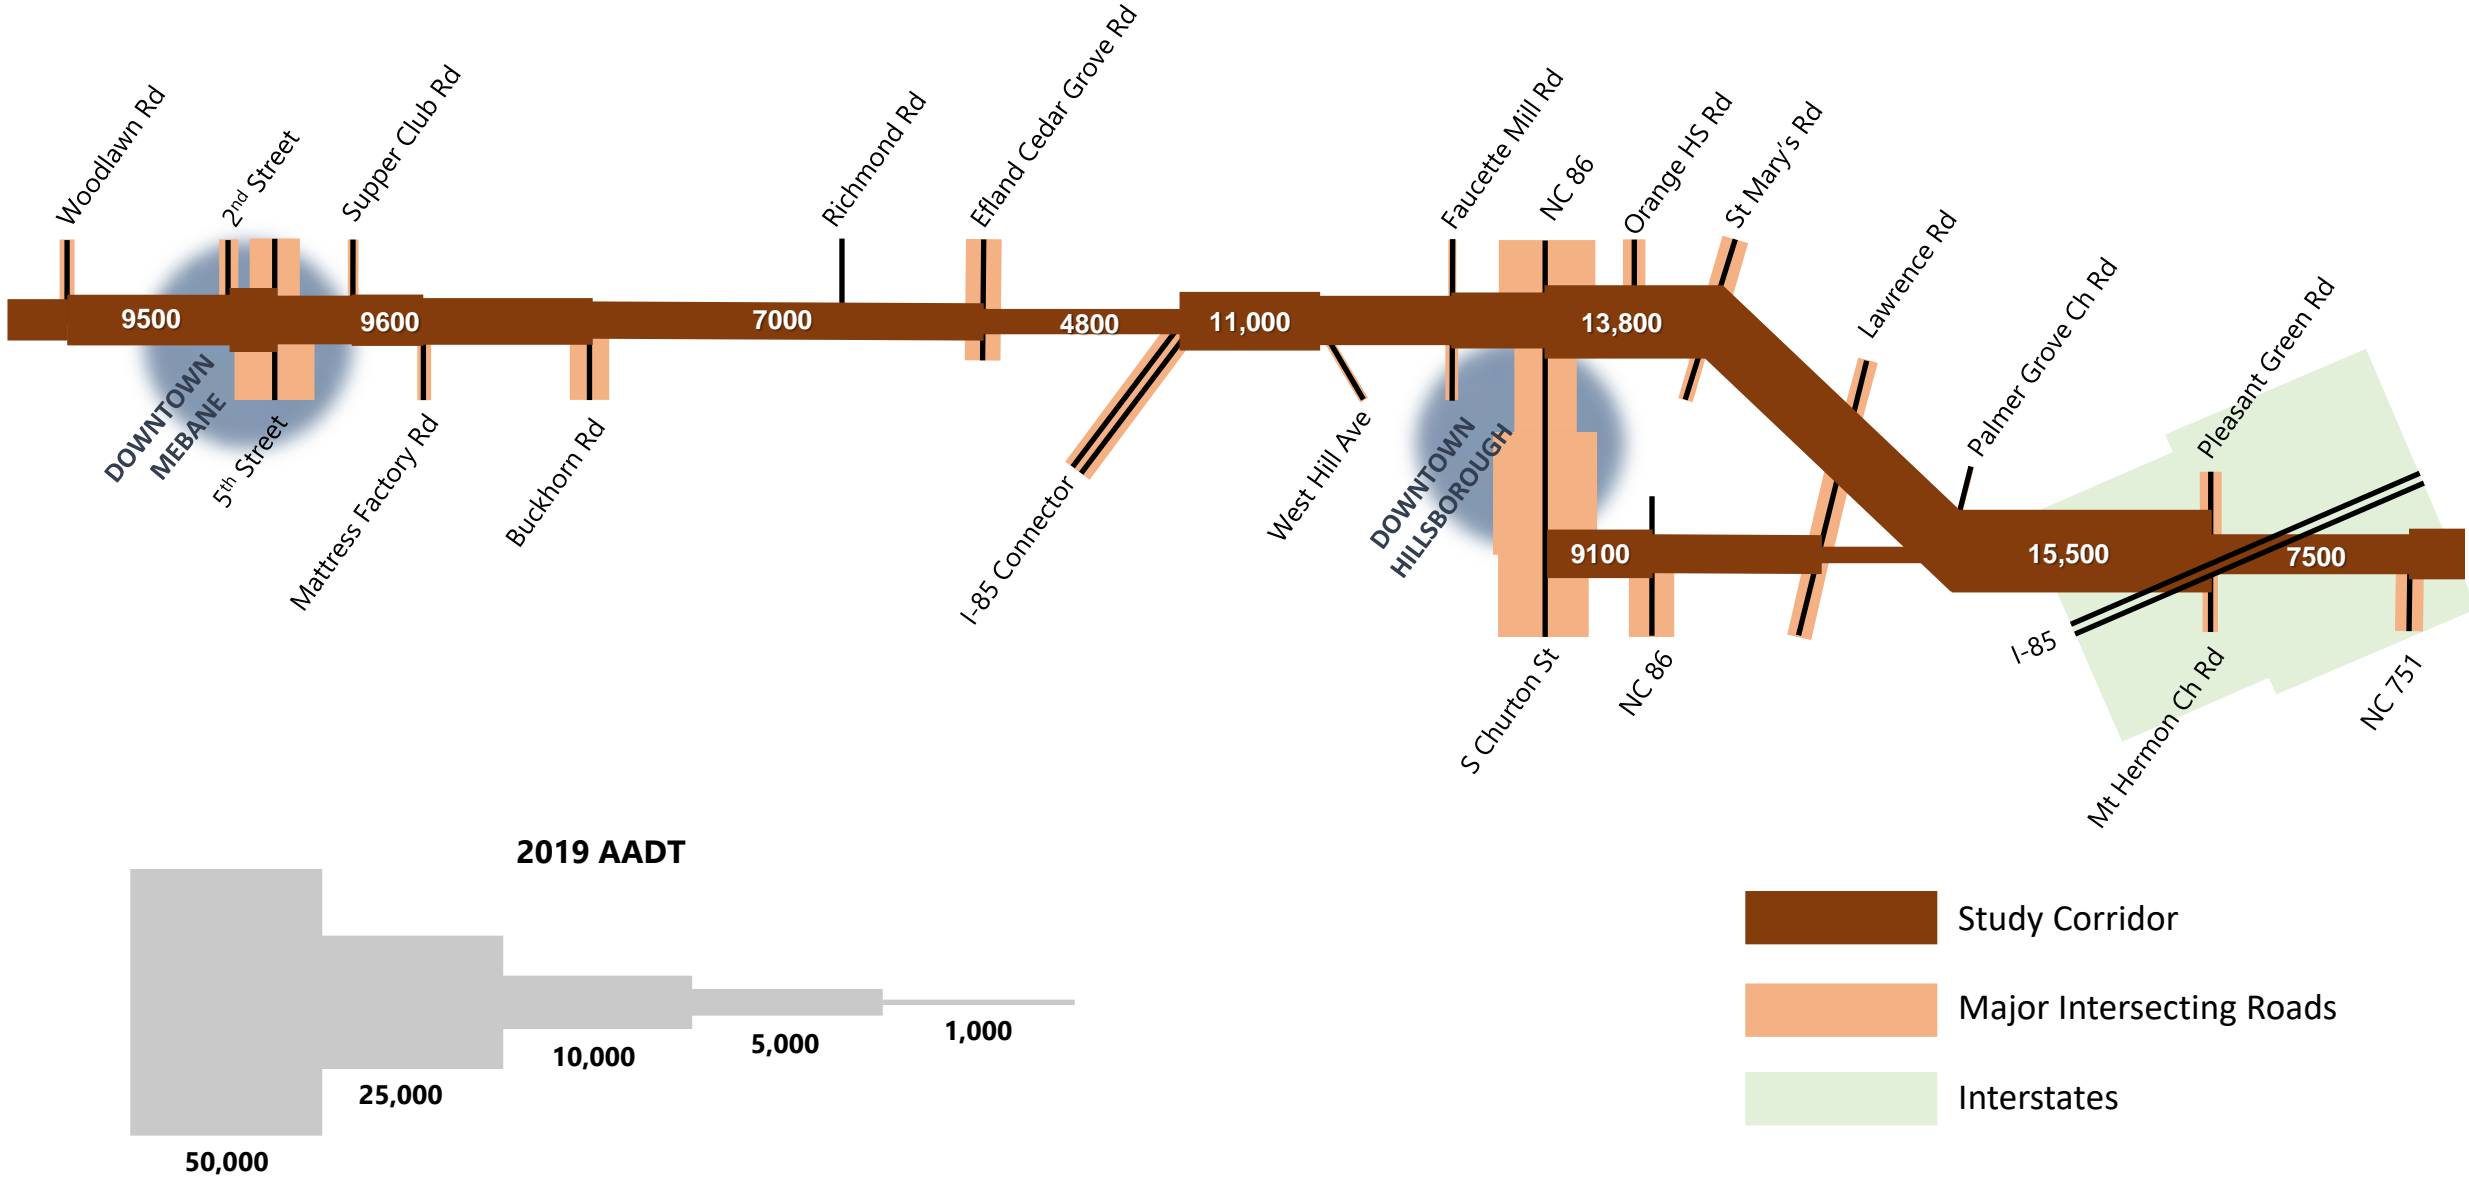 Woodlawn Rd
2nd Street
Supper Club Rd
Richmond Rd
Efland Cedar Grove Rd
Faucette Mill Rd
NC 86
Orange HS Rd
St Mary's Rd
Lawrence Rd
Palmer Grove Ch Rd
Pleasant Green Rd
9500
9600
7000
4800
11,000
13,800
9100
15,500
7500
DOWNTOWN
MEBANE
5th Street
Mattress Factory Rd
Buckhorn Rd
I-85 Connector
West Hill Ave
DOWNTOWN
HILLSBOROUGH
S Churton St
NC 86
I-85
Mt Hermon Ch Rd
NC 751
2019 AADT
50,000
25,000
10,000
5,000
1,000
Study Corridor
Major Intersecting Roads
Interstates